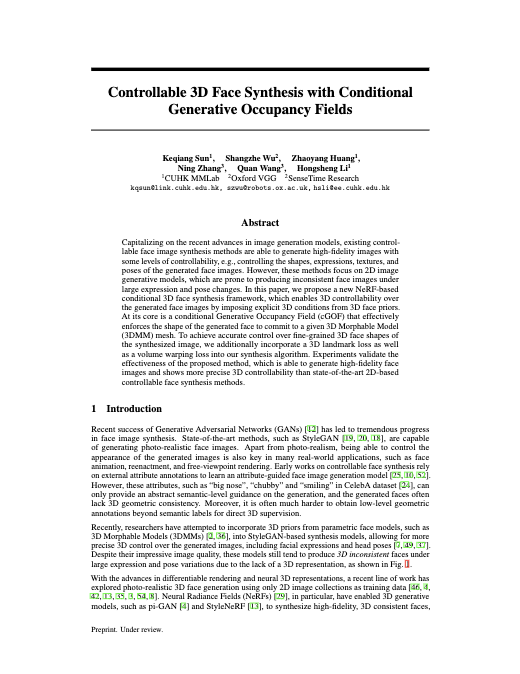 Controllable 3D Face Synthesis with Conditional
Generative Occupancy Fields
Keqiang Sun¹, Shangzhe Wu², Zhaoyang Huang¹,
Ning Zhang³, Quan Wang³, Hongsheng Li¹
¹CUHK MMLab ²Oxford VGG ³SenseTime Research
kqsun@link.cuhk.edu.hk, szwu@robots.ox.ac.uk, hsli@ee.cuhk.edu.hk
Abstract
Capitalizing on the recent advances in image generation models, existing control-
lable face image synthesis methods are able to generate high-fidelity images with
some levels of controllability, e.g., controlling the shapes, expressions, textures, and
poses of the generated face images. However, these methods focus on 2D image
generative models, which are prone to producing inconsistent face images under
large expression and pose changes. In this paper, we propose a new NeRF-based
conditional 3D face synthesis framework, which enables 3D controllability over
the generated face images by imposing explicit 3D conditions from 3D face priors.
At its core is a conditional Generative Occupancy Field (cGOF) that effectively
enforces the shape of the generated face to commit to a given 3D Morphable Model
(3DMM) mesh. To achieve accurate control over fine-grained 3D face shapes of
the synthesized image, we additionally incorporate a 3D landmark loss as well
as a volume warping loss into our synthesis algorithm. Experiments validate the
effectiveness of the proposed method, which is able to generate high-fidelity face
images and shows more precise 3D controllability than state-of-the-art 2D-based
controllable face synthesis methods.
1 Introduction
Recent success of Generative Adversarial Networks (GANs) [12] has led to tremendous progress
in face image synthesis. State-of-the-art methods, such as StyleGAN [19, 20, 18], are capable
of generating photo-realistic face images. Apart from photo-realism, being able to control the
appearance of the generated images is also key in many real-world applications, such as face
animation, reenactment, and free-viewpoint rendering. Early works on controllable face synthesis rely
on external attribute annotations to learn an attribute-guided face image generation model [25, 10, 52].
However, these attributes, such as "big nose", "chubby" and "smiling" in CelebA dataset [24], can
only provide an abstract semantic-level guidance on the generation, and the generated faces often
lack 3D geometric consistency. Moreover, it is often much harder to obtain low-level geometric
annotations beyond semantic labels for direct 3D supervision.
Recently, researchers have attempted to incorporate 3D priors from parametric face models, such as
3D Morphable Models (3DMMs) [2, 36], into StyleGAN-based synthesis models, allowing for more
precise 3D control over the generated images, including facial expressions and head poses [7, 49, 37].
Despite their impressive image quality, these models still tend to produce 3D inconsistent faces under
large expression and pose variations due to the lack of a 3D representation, as shown in Fig. 1.
With the advances in differentiable rendering and neural 3D representations, a recent line of work has
explored photo-realistic 3D face generation using only 2D image collections as training data [46, 4,
42, 13, 35, 3, 54, 8]. Neural Radiance Fields (NeRFs) [29], in particular, have enabled 3D generative
models, such as pi-GAN [4] and StyleNeRF [13], to synthesize high-fidelity, 3D consistent faces,
Preprint. Under review.